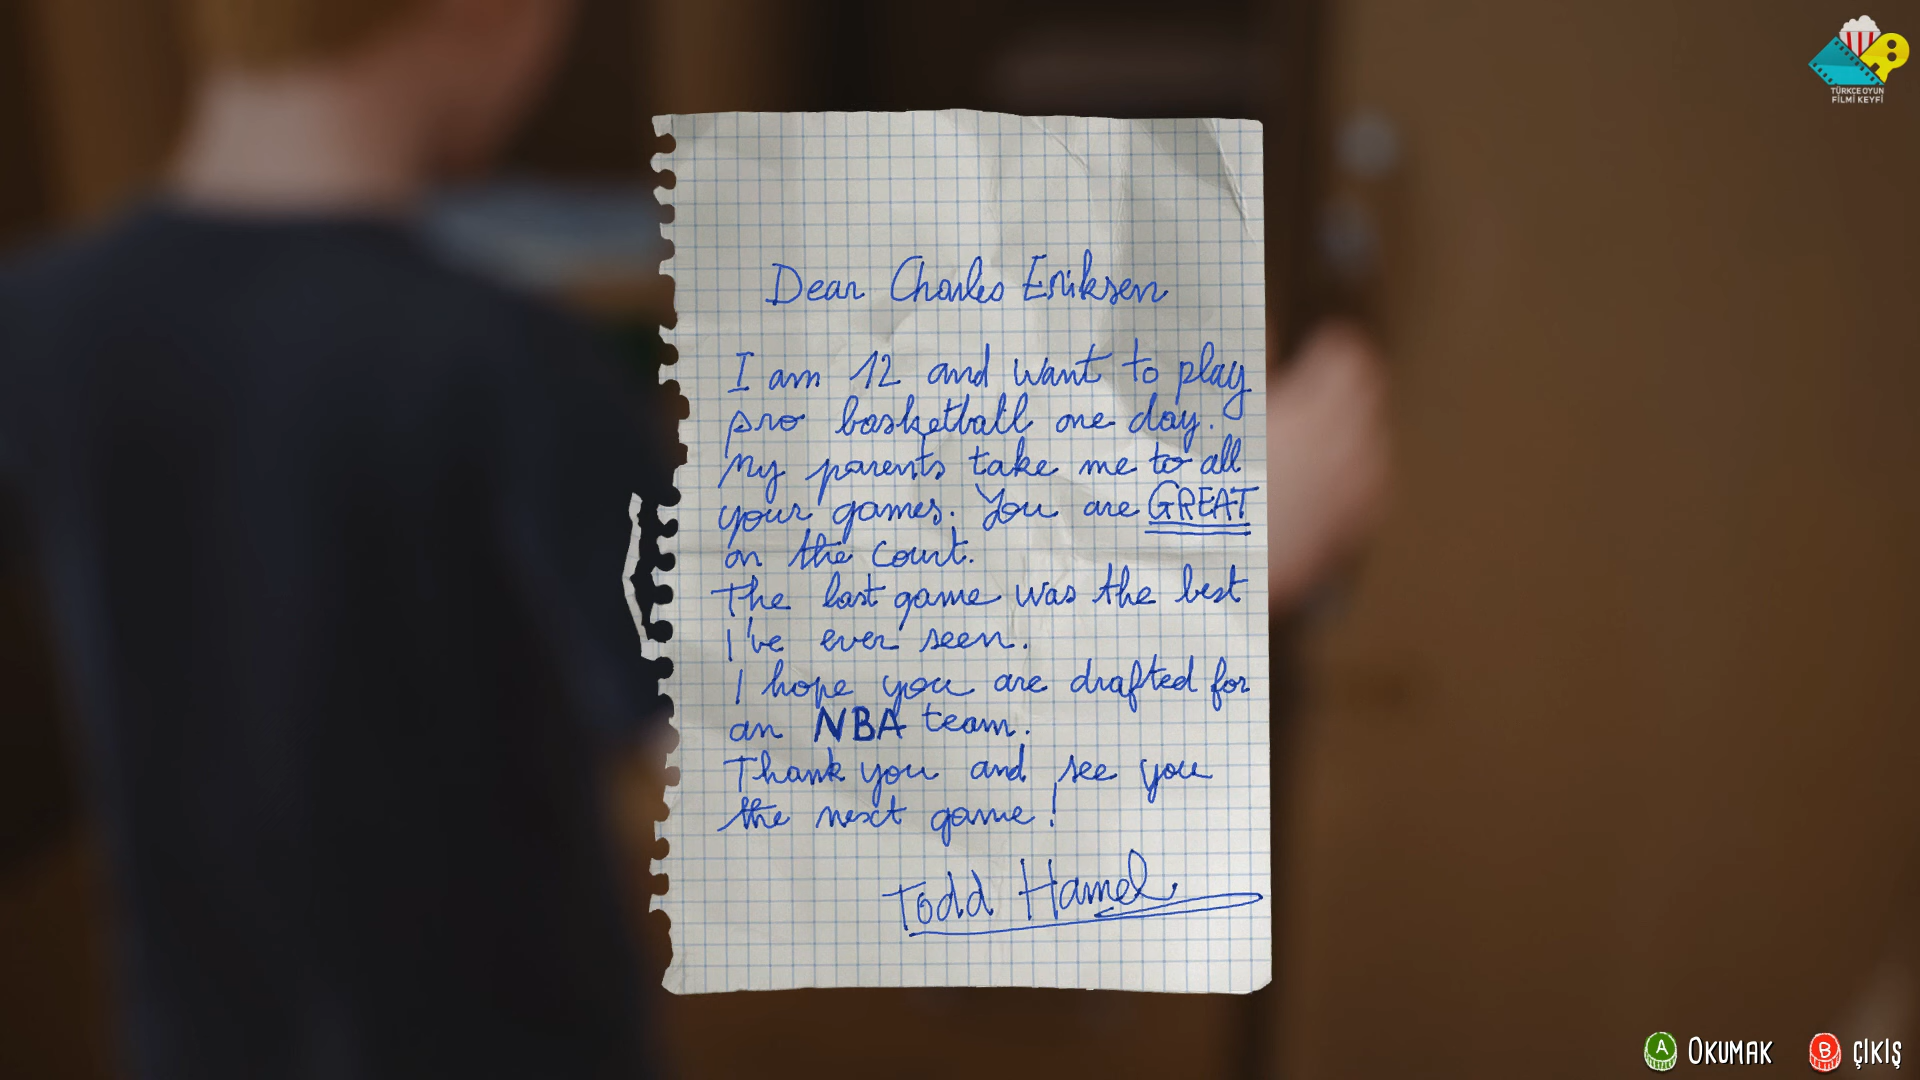 TÜRKÇE OYUN
FİLMİ KEYFİ
Dear Charles Eriksen
I am 12 and want to play
pro basketball one day.
My parents take me to all
your games. You are GREAT
on the court.
The last game was the best
I've ever seen.
I hope you are drafted for
an NBA team.
Thank you and see you
the next game!
Todd Hamel
A OKUMAK B ÇIKIŞ